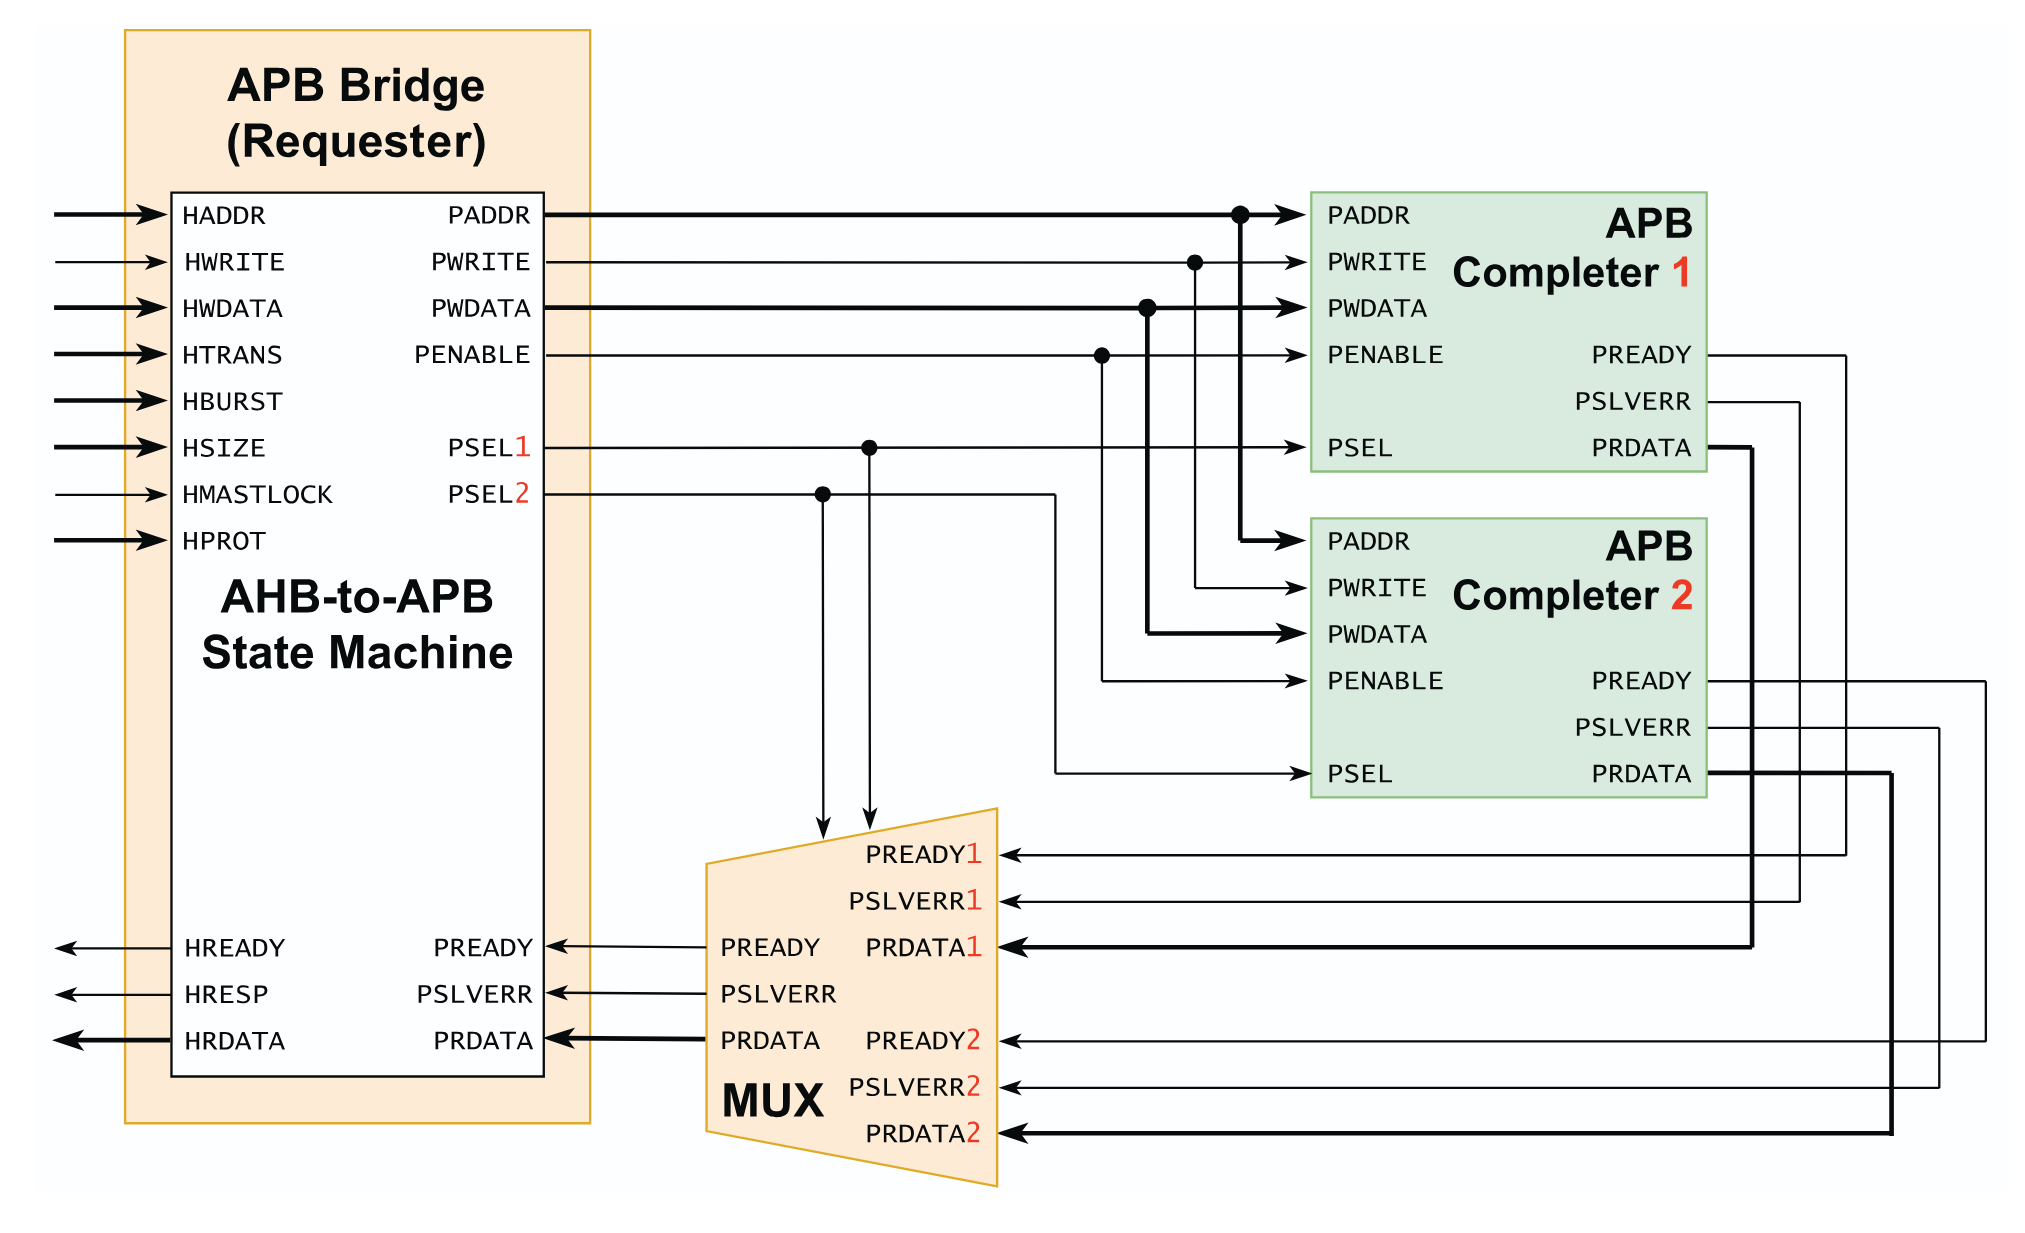 APB Bridge
(Requester)
HADDR
HWRITE
HWDATA
HTRANS
HBURST
HSIZE
HMASTLOCK
HPROT
PADDR
PWRITE
PWDATA
PENABLE
PSEL1
PSEL2
AHB-to-APB
State Machine
HREADY
HRESP
HRDATA
PREADY
PSLVERR
PRDATA
APB
Completer 1
PADDR
PWRITE
PWDATA
PENABLE
PSEL
PREADY
PSLVERR
PRDATA
APB
Completer 2
PADDR
PWRITE
PWDATA
PENABLE
PSEL
PREADY
PSLVERR
PRDATA
PREADY1
PSLVERR1
PRDATA1
PREADY2
PSLVERR2
PRDATA2
PREADY
PSLVERR
PRDATA
MUX